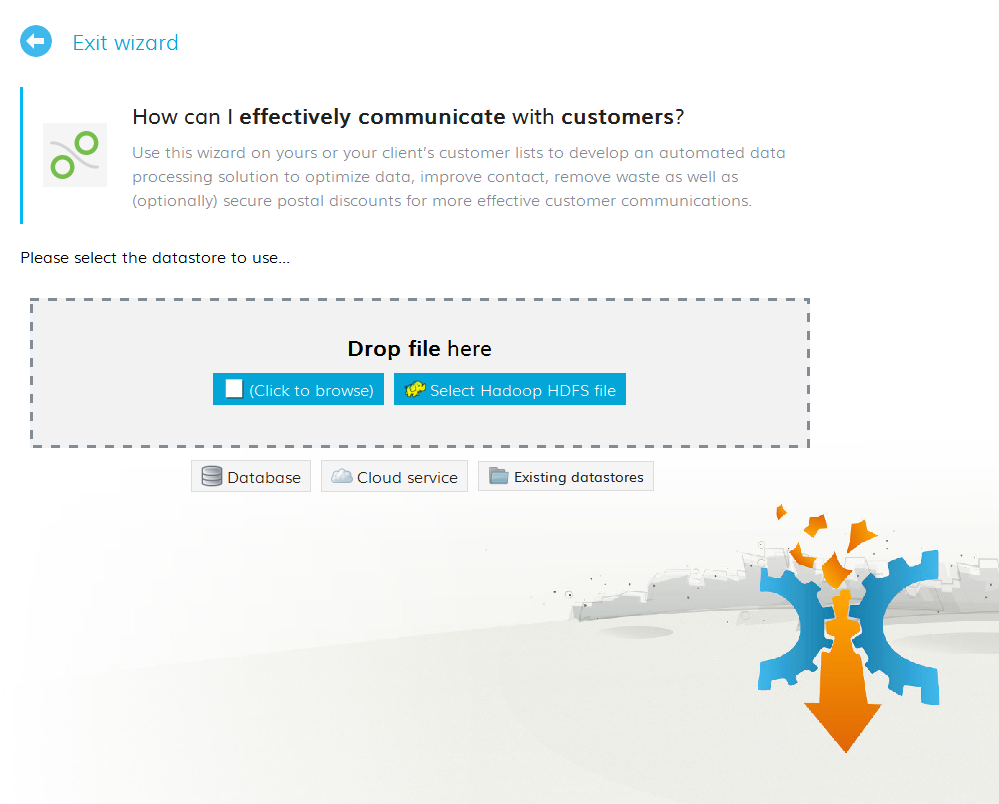 Exit wizard
How can I effectively communicate with customers?
Use this wizard on yours or your client's customer lists to develop an automated data
processing solution to optimize data, improve contact, remove waste as well as
(optionally) secure postal discounts for more effective customer communications.
Please select the datastore to use...
Drop file here
(Click to browse) Select Hadoop HDFS file
Database Cloud service Existing datastores